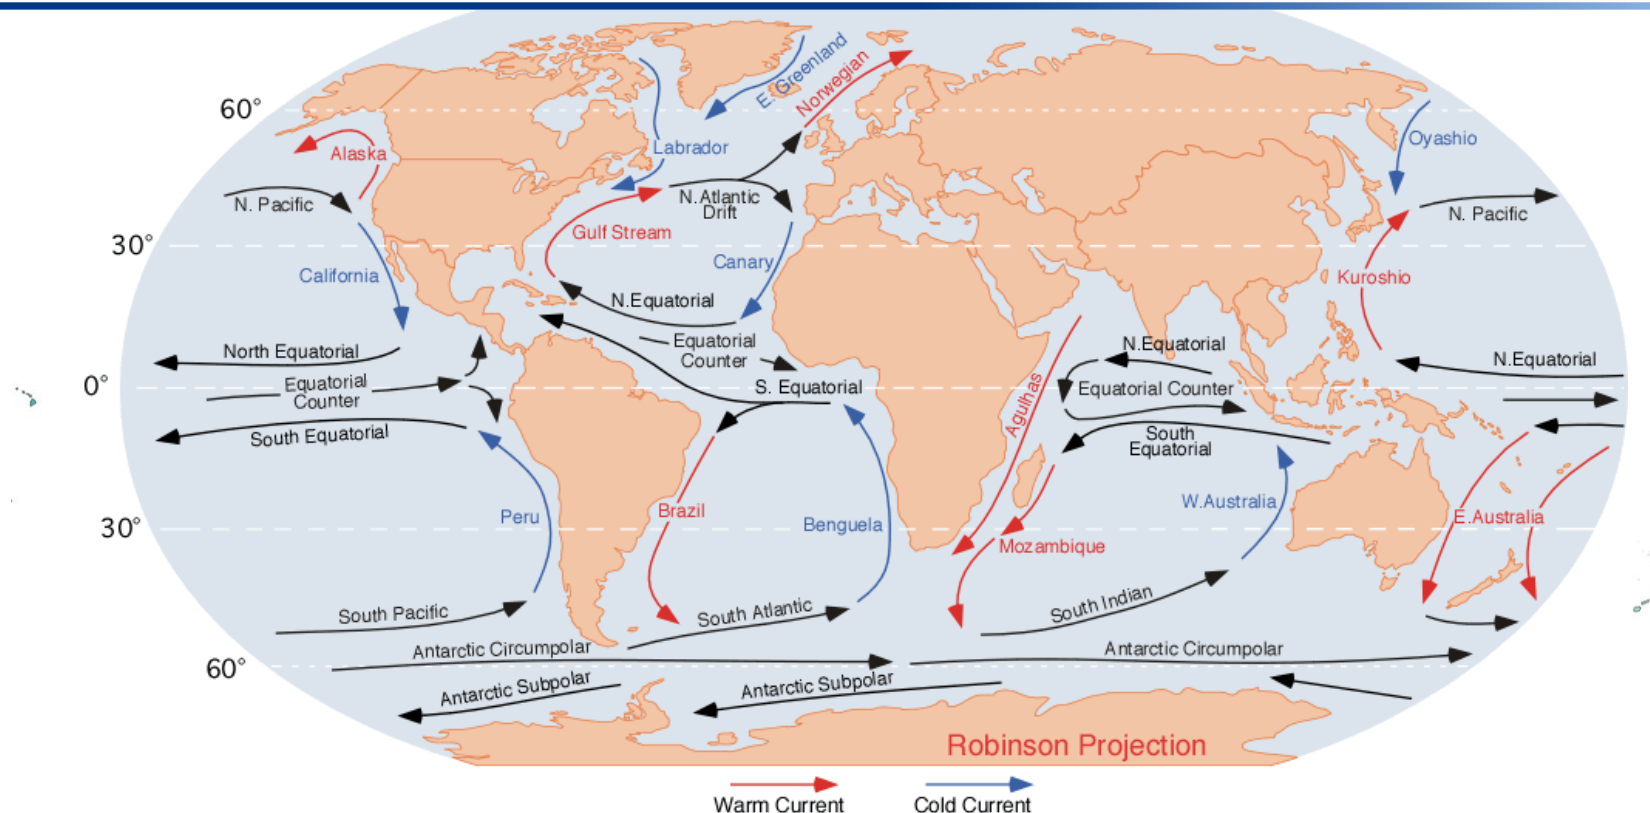 E. Greenland
Norwegian
60°
Labrador
Oyashio
Alaska
N. Pacific
N.Atlantic
Drift
N. Pacific
Gulf Stream
30°
California
Canary
Kuroshio
N.Equatorial
North Equatorial
Equatorial
Counter
N.Equatorial
N.Equatorial
0°
Equatorial
Counter
S. Equatorial
Equatorial Counter
Agulhas
South Equatorial
South
Equatorial
Peru
Brazil
Benguela
W.Australia
E.Australia
30°
Mozambique
South Pacific
South Atlantic
South Indian
Antarctic Circumpolar
Antarctic Circumpolar
60°
Antarctic Subpolar
Antarctic Subpolar
Robinson Projection
Warm Current
Cold Current